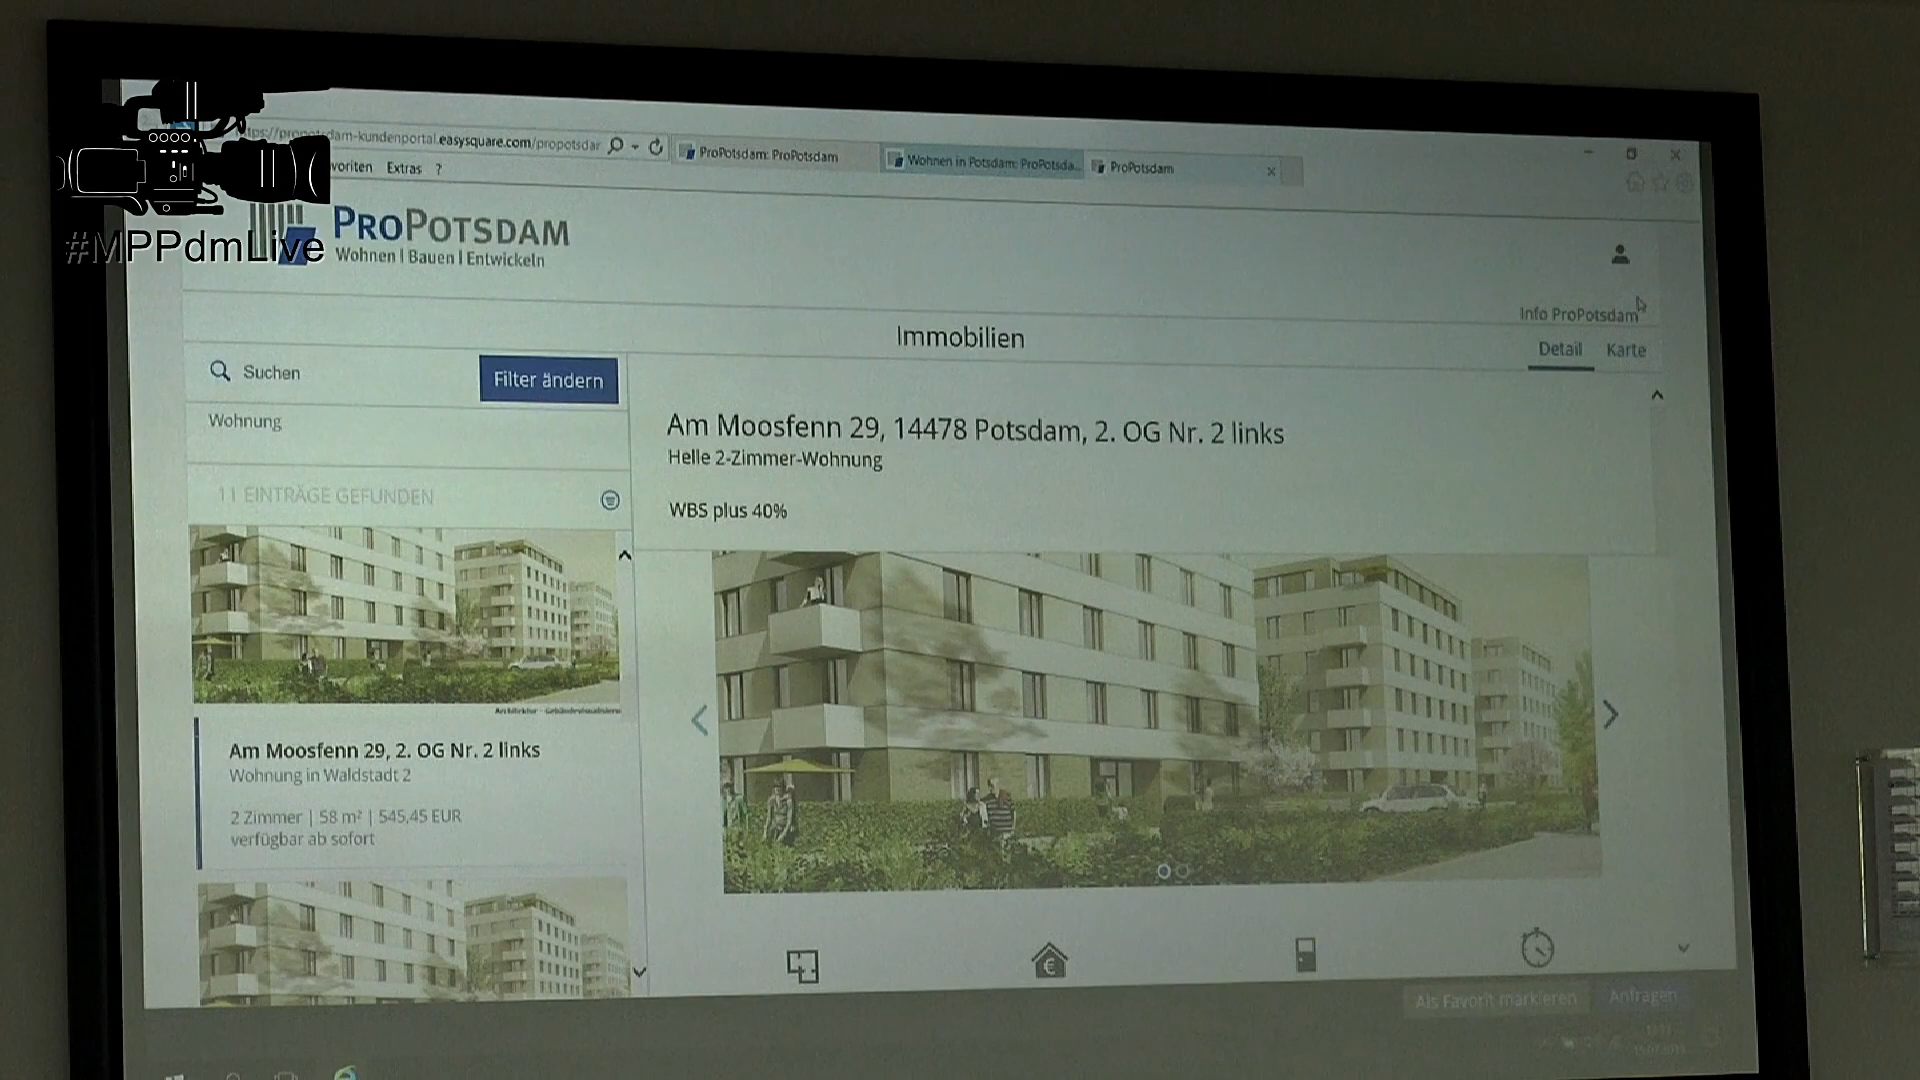 https://propotsdam-kundenportal.easysquare.com/propotsdar
ProPotsdam: ProPotsdam
Wohnen in Potsdam: ProPotsda...
ProPotsdam
voriten Extras ?
#MPPdmLive
PROPOTSDAM
Wohnen | Bauen | Entwickeln
Info ProPotsdam
Immobilien
Detail Karte
Suchen
Filter ändern
Wohnung
11 EINTRÄGE GEFUNDEN
Am Moosfenn 29, 14478 Potsdam, 2. OG Nr. 2 links
Helle 2-Zimmer-Wohnung
WBS plus 40%
Am Moosfenn 29, 2. OG Nr. 2 links
Wohnung in Waldstadt 2
2 Zimmer | 58 m² | 545,45 EUR
verfügbar ab sofort
€
Als Favorit markieren
Anfragen